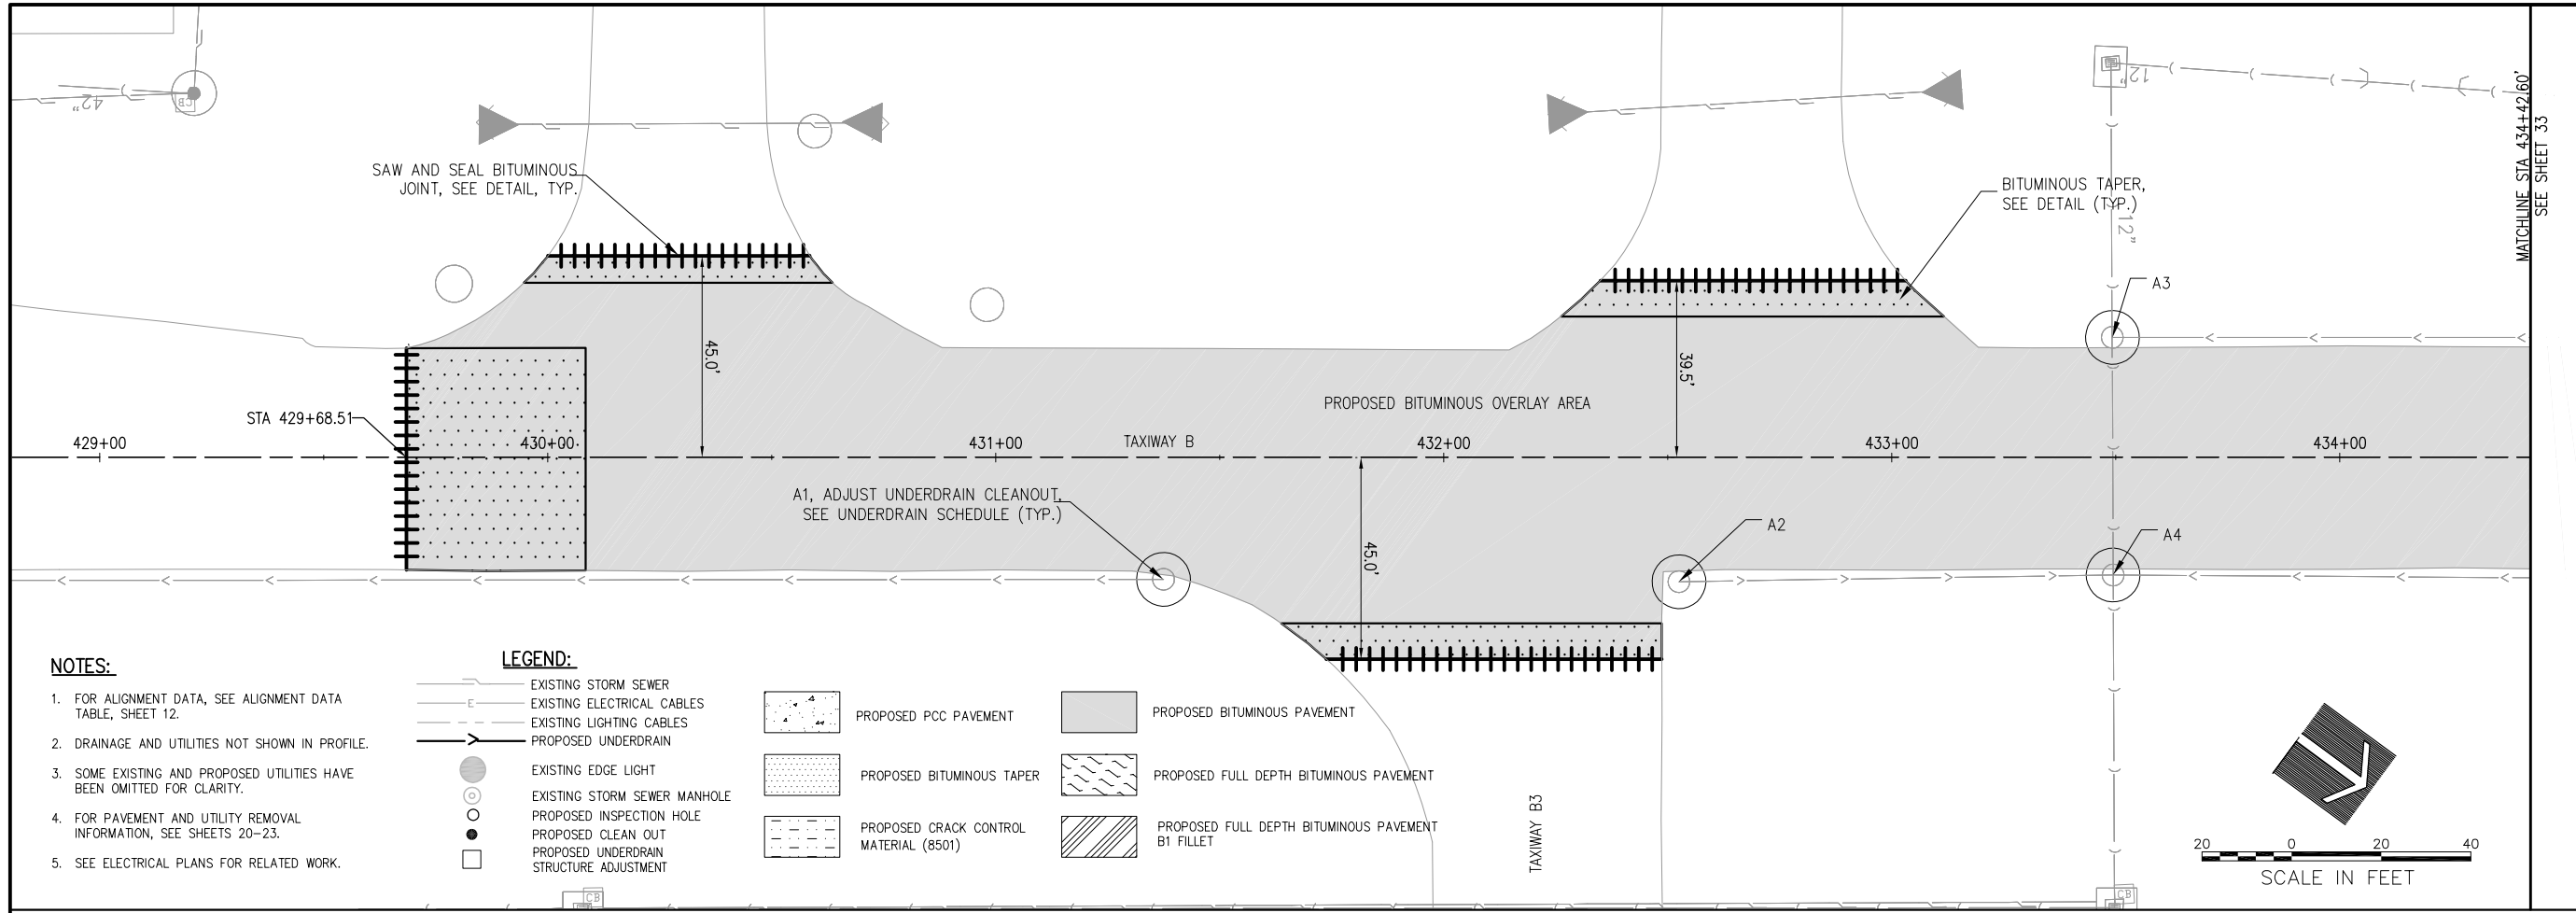 42"
CB
12"
MATCHLINE STA 434+42.60'
SEE SHEET 33
SAW AND SEAL BITUMINOUS
JOINT, SEE DETAIL, TYP.
BITUMINOUS TAPER,
SEE DETAIL (TYP.)
12"
A3
45.0'
39.5'
PROPOSED BITUMINOUS OVERLAY AREA
STA 429+68.51
429+00
430+00
431+00
TAXIWAY B
432+00
433+00
434+00
A1, ADJUST UNDERDRAIN CLEANOUT,
SEE UNDERDRAIN SCHEDULE (TYP.)
45.0'
A2
A4
NOTES:
1. FOR ALIGNMENT DATA, SEE ALIGNMENT DATA
TABLE, SHEET 12.
2. DRAINAGE AND UTILITIES NOT SHOWN IN PROFILE.
3. SOME EXISTING AND PROPOSED UTILITIES HAVE
BEEN OMITTED FOR CLARITY.
4. FOR PAVEMENT AND UTILITY REMOVAL
INFORMATION, SEE SHEETS 20-23.
5. SEE ELECTRICAL PLANS FOR RELATED WORK.
LEGEND:
EXISTING STORM SEWER
E EXISTING ELECTRICAL CABLES
EXISTING LIGHTING CABLES
PROPOSED UNDERDRAIN
EXISTING EDGE LIGHT
EXISTING STORM SEWER MANHOLE
PROPOSED INSPECTION HOLE
PROPOSED CLEAN OUT
PROPOSED UNDERDRAIN
STRUCTURE ADJUSTMENT
PROPOSED PCC PAVEMENT
PROPOSED BITUMINOUS TAPER
PROPOSED CRACK CONTROL
MATERIAL (8501)
PROPOSED BITUMINOUS PAVEMENT
PROPOSED FULL DEPTH BITUMINOUS PAVEMENT
PROPOSED FULL DEPTH BITUMINOUS PAVEMENT
B1 FILLET
TAXIWAY B3
20 0 20 40
SCALE IN FEET
CB
CB